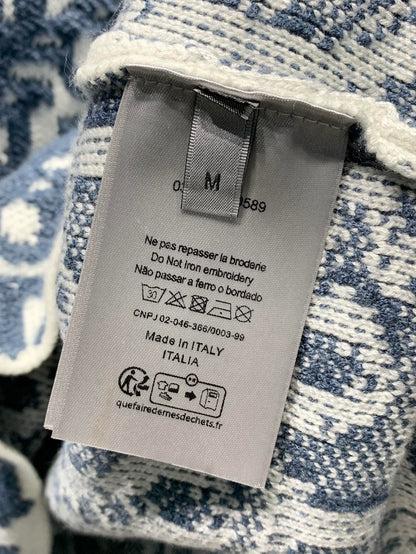 M
Ne pas repasser la broderie
Do Not Iron embroidery
Não passar a ferro o bordado
30
CNPJ 02-046-366/0003-99
Made in ITALY
ITALIA
quefairedemesdechets.fr